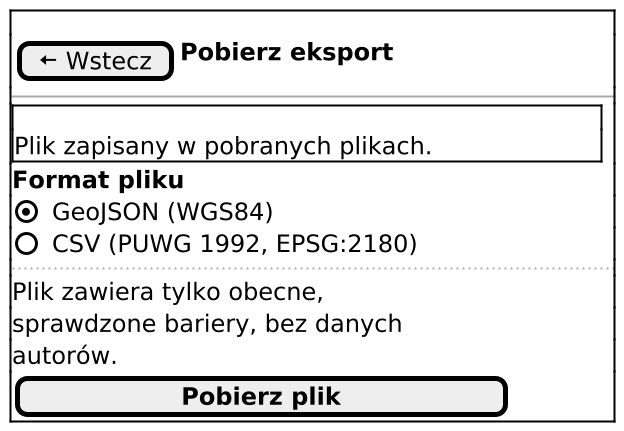 ← Wstecz Pobierz eksport
Plik zapisany w pobranych plikach.
Format pliku
GeoJSON (WGS84)
CSV (PUWG 1992, EPSG:2180)
Plik zawiera tylko obecne,
sprawdzone bariery, bez danych
autorów.
Pobierz plik